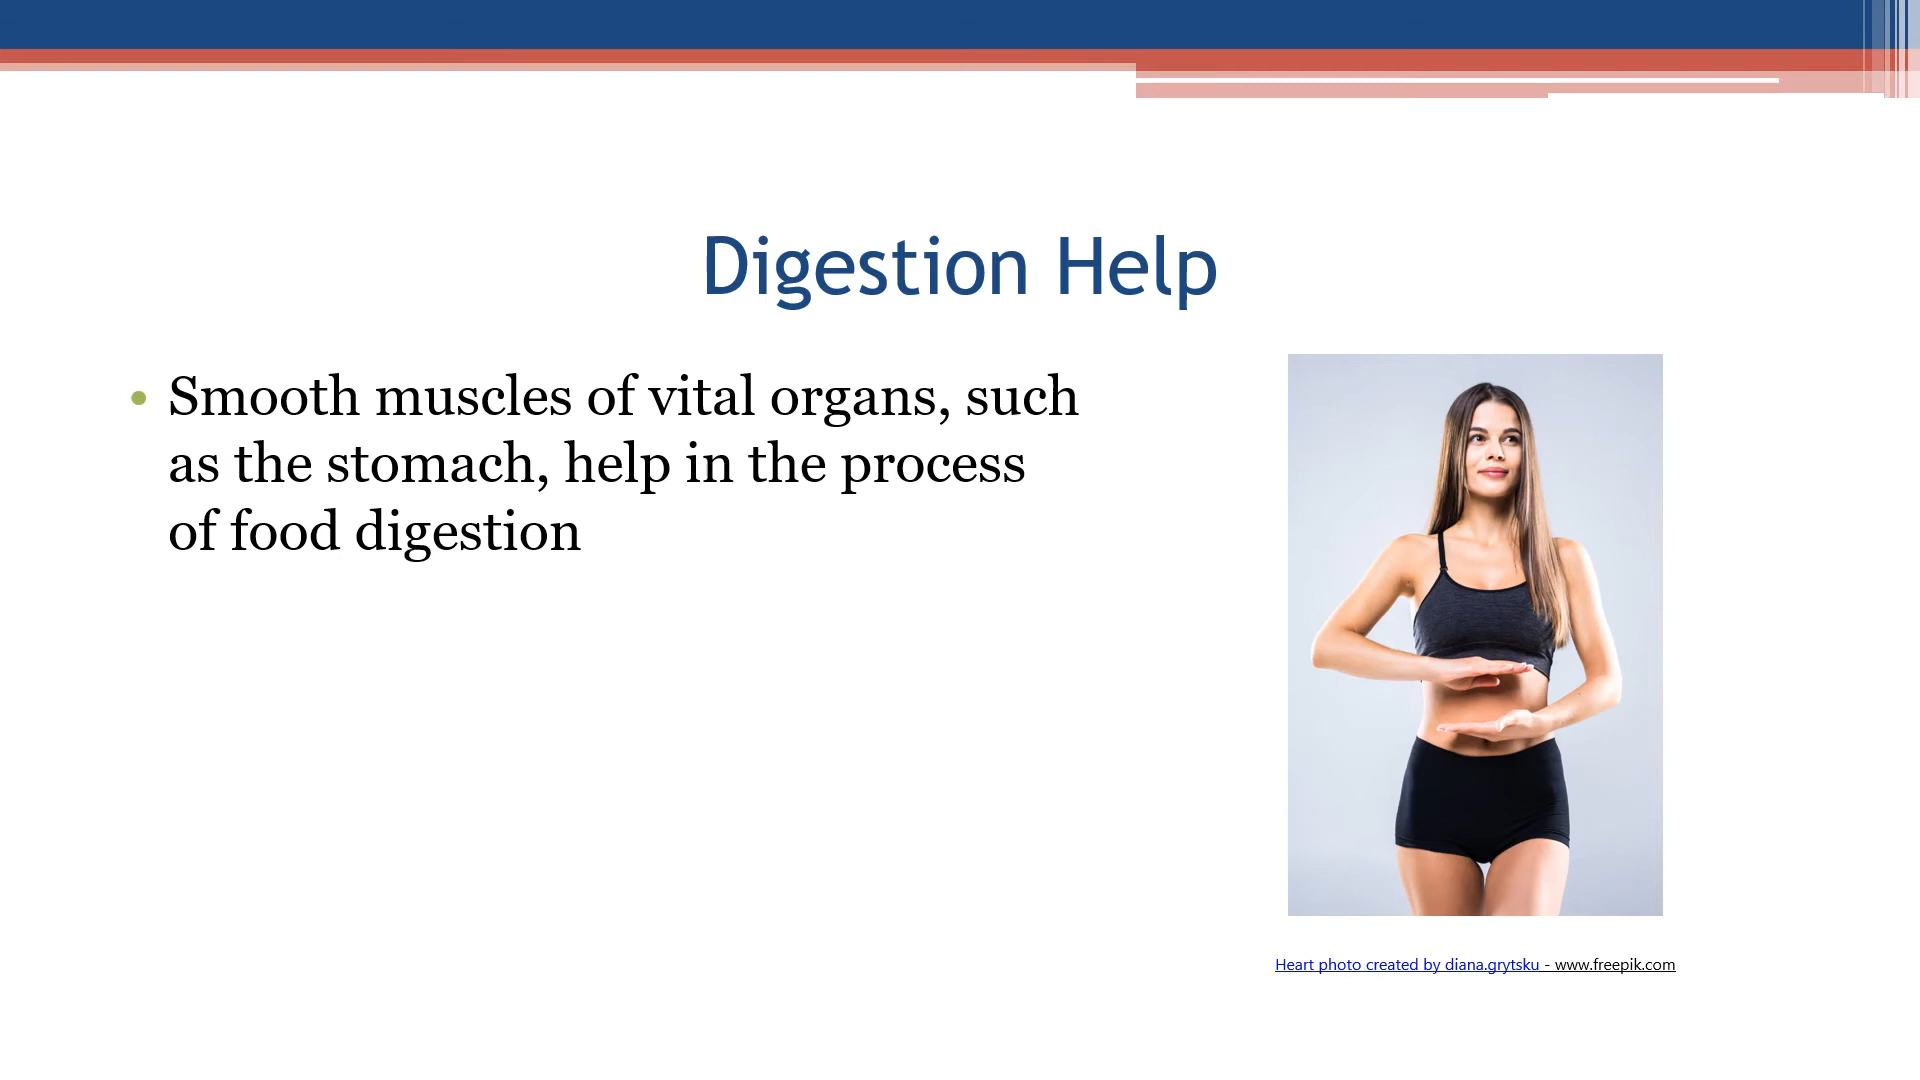 Digestion Help
• Smooth muscles of vital organs, such
as the stomach, help in the process
of food digestion
Heart photo created by diana.grytsku - www.freepik.com